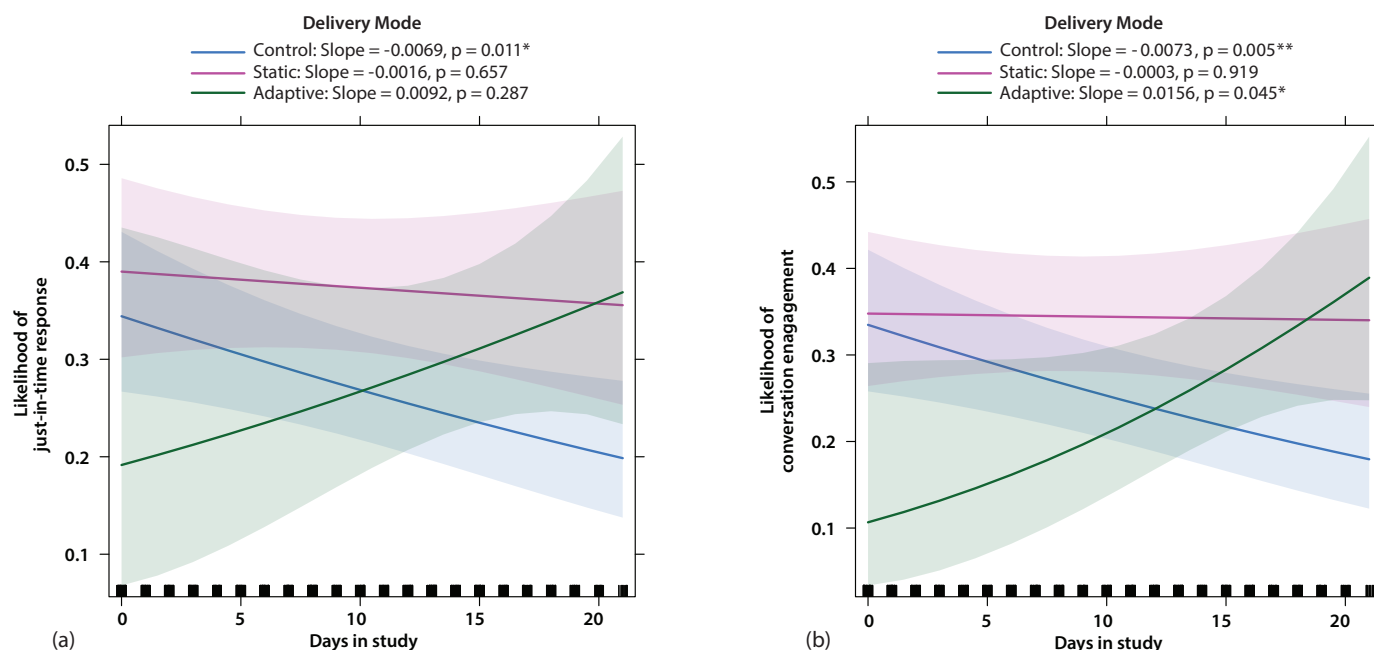 Delivery Mode
Control: Slope = -0.0069, p = 0.011*
Static: Slope = -0.0016, p = 0.657
Adaptive: Slope = 0.0092, p = 0.287
0.5
0.4
0.3
0.2
0.1
Likelihood of
just-in-time response
0 5 10 15 20
Days in study
(a)
Delivery Mode
Control: Slope = -0.0073, p = 0.005**
Static: Slope = -0.0003, p = 0.919
Adaptive: Slope = 0.0156, p = 0.045*
0.5
0.4
0.3
0.2
0.1
Likelihood of
conversation enagagement
0 5 10 15 20
Days in study
(b)